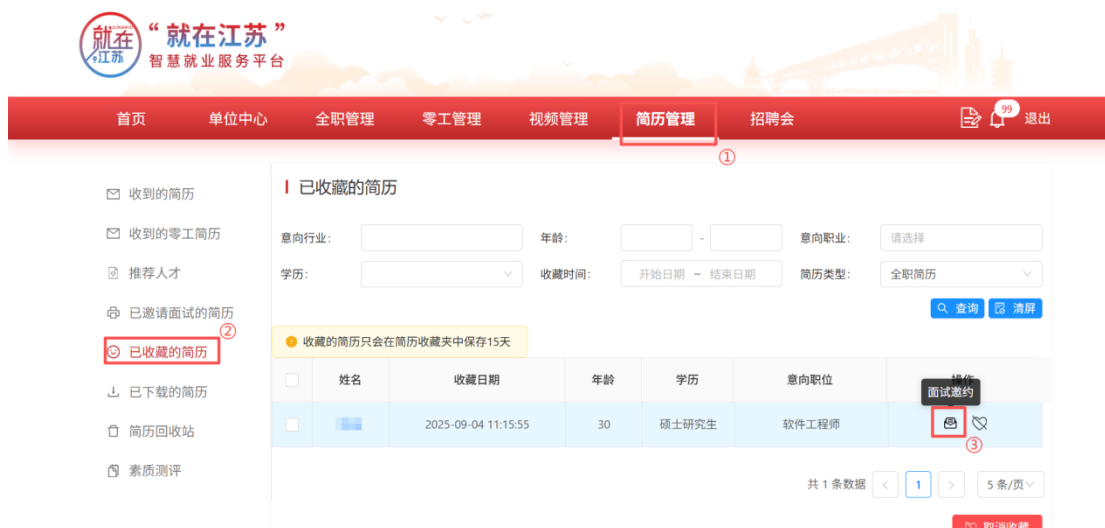 就在
江苏
“就在江苏”
智慧就业服务平台
首页 单位中心 全职管理 零工管理 视频管理 简历管理 招聘会 99 退出
①
收到的简历
收到的零工简历
推荐人才
已邀请面试的简历
②
已收藏的简历
已下载的简历
简历回收站
素质测评
已收藏的简历
意向行业: 年龄: - 意向职业: 请选择
学历: 收藏时间: 开始日期 ~ 结束日期 简历类型: 全职简历
查询 清屏
收藏的简历只会在简历收藏夹中保存15天
姓名 收藏日期 年龄 学历 意向职位 操作
面试邀约
2025-09-04 11:15:55 30 硕士研究生 软件工程师
③
共 1 条数据 < 1 > 5 条/页
取消收藏